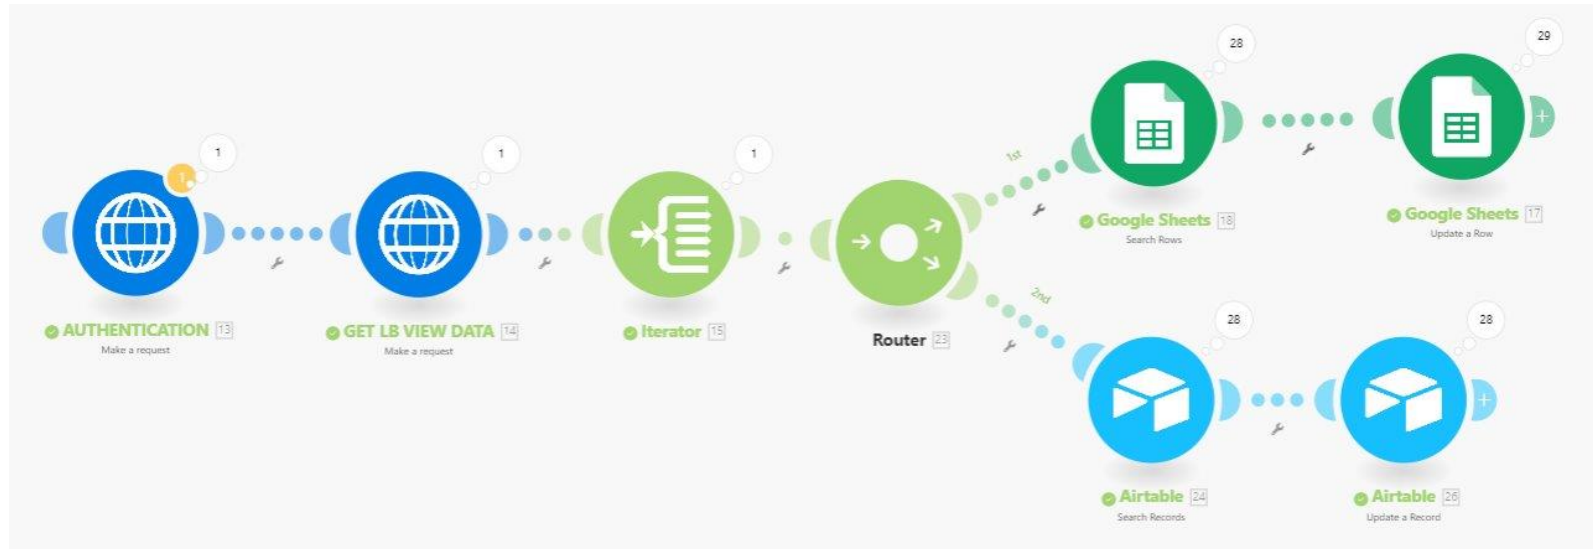 1
1
AUTHENTICATION 13
Make a request
1
GET LB VIEW DATA 14
Make a request
1
Iterator 15
Router 23
1st
28
Google Sheets 18
Search Rows
29
Google Sheets 17
Update a Row
2nd
28
Airtable 24
Search Records
28
Airtable 26
Update a Record